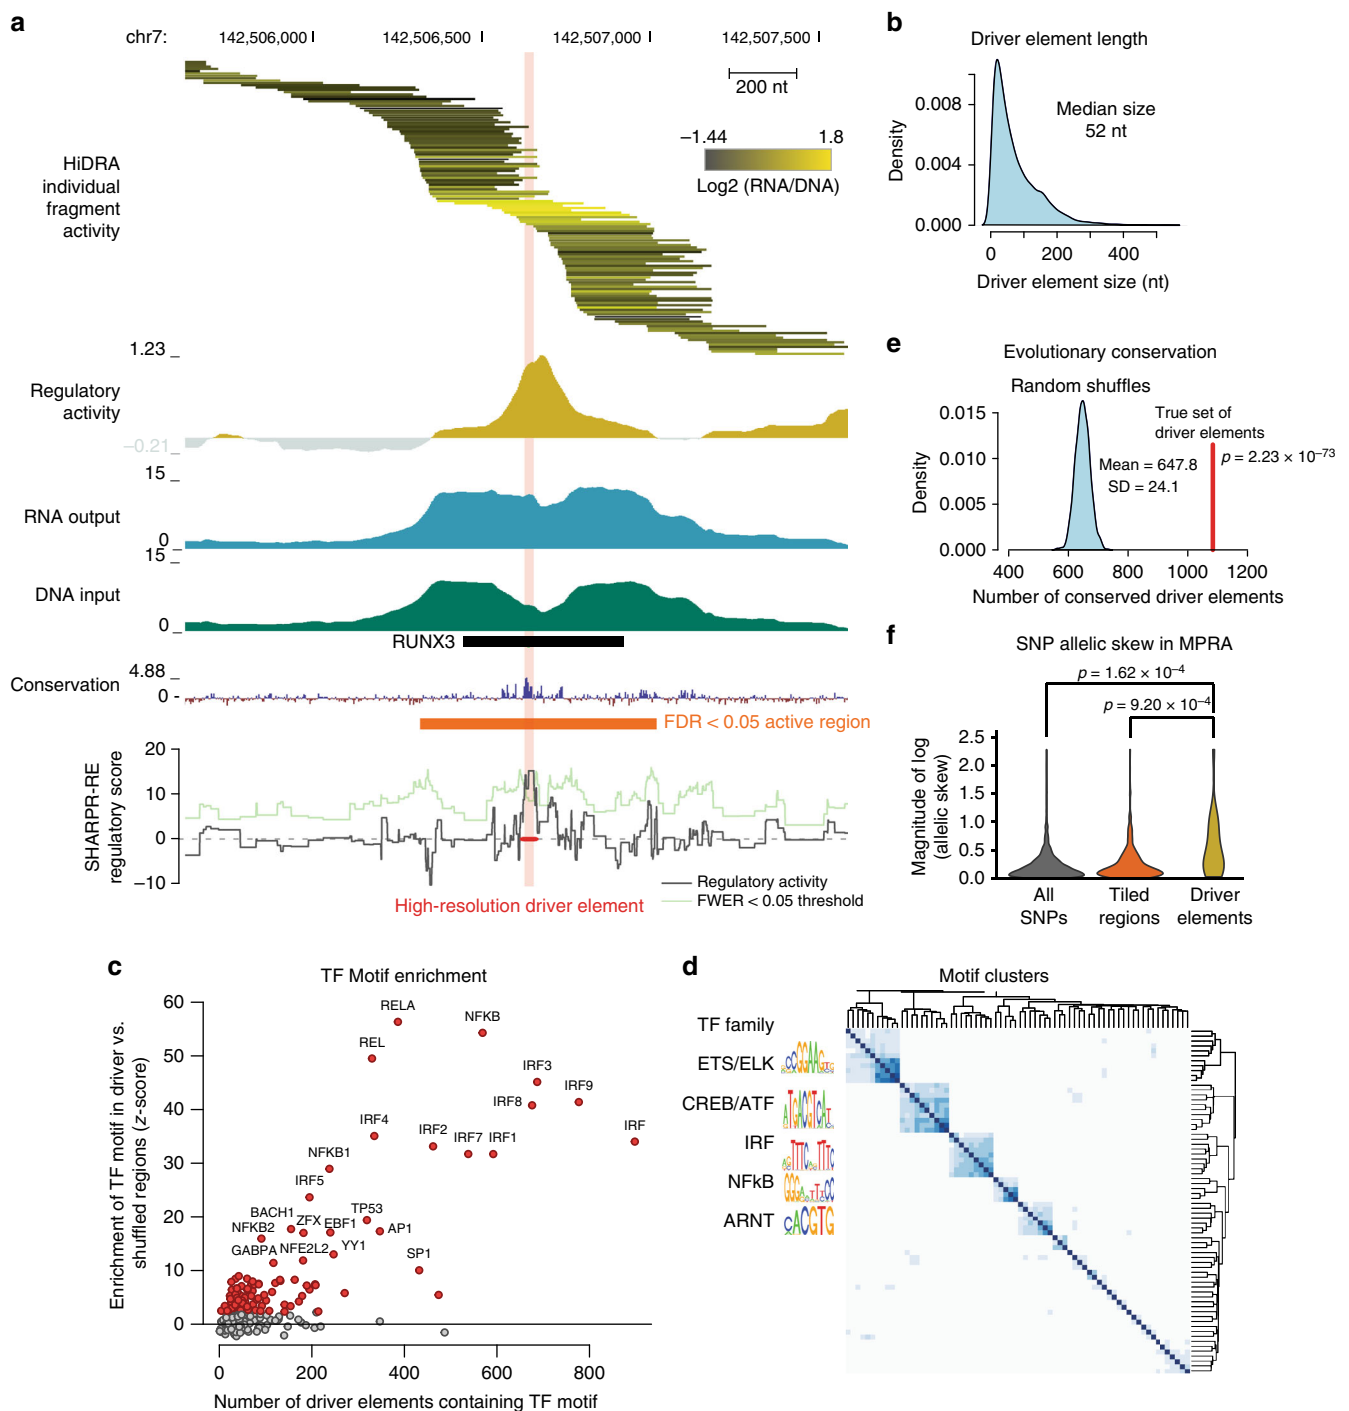 a
chr7:
142,506,000
142,506,500
142,507,000
142,507,500
200 nt
−1.44
1.8
Log2 (RNA/DNA)
HiDRA
individual
fragment
activity
1.23
Regulatory
activity
−0.21
15
RNA output
0
15
DNA input
0
RUNX3
4.88
Conservation
0
FDR < 0.05 active region
20
10
0
−10
SHARPR-RE
regulatory score
Regulatory activity
FWER < 0.05 threshold
High-resolution driver element
b
Driver element length
Median size
52 nt
Density
0.008
0.004
0.000
0
200
400
Driver element size (nt)
e
Evolutionary conservation
Random shuffles
True set of
driver elements
p = 2.23 × 10–73
Mean = 647.8
SD = 24.1
Density
0.015
0.010
0.005
0.000
400
600
800
1000
1200
Number of conserved driver elements
f
SNP allelic skew in MPRA
p = 1.62 × 10–4
p = 9.20 × 10–4
Magnitude of log
(allelic skew)
2.5
2.0
1.5
1.0
0.5
0.0
All
SNPs
Tiled
regions
Driver
elements
c
TF Motif enrichment
Enrichment of TF motif in driver vs.
shuffled regions (z-score)
60
50
40
30
20
10
0
RELA
NFKB
REL
IRF3
IRF9
IRF8
IRF4
IRF2
IRF7
IRF1
IRF
NFKB1
IRF5
BACH1
ZFX
EBF1
TP53
AP1
NFKB2
GABPA
NFE2L2
YY1
SP1
0
200
400
600
800
Number of driver elements containing TF motif
d
Motif clusters
TF family
ETS/ELK
CREB/ATF
IRF
NFkB
ARNT